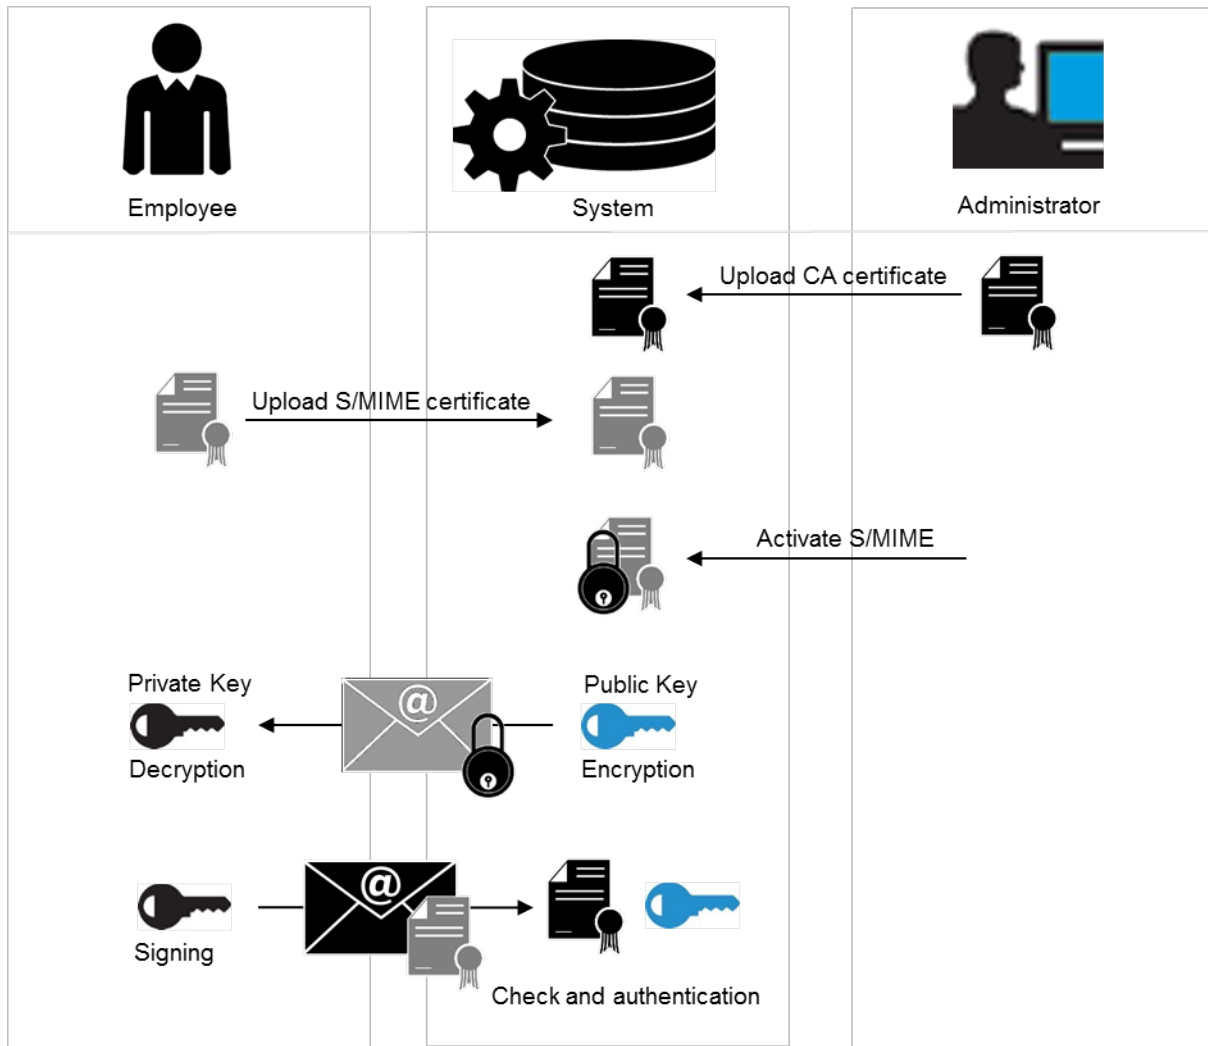 Employee
System
Administrator
Upload CA certificate
Upload S/MIME certificate
Activate S/MIME
Private Key
Public Key
@
Decryption
Encryption
@
Signing
Check and authentication